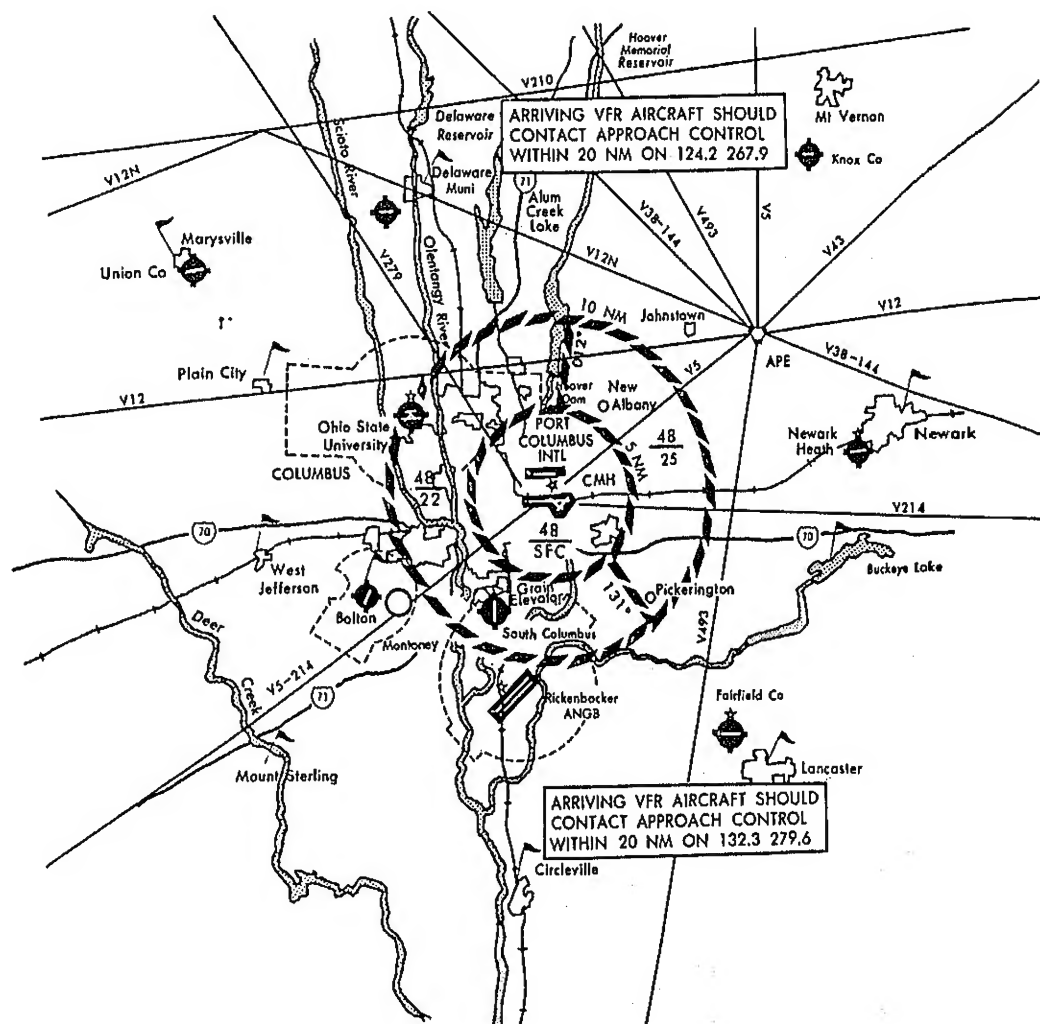 Hoover
Memorial
Reservoir
V210
V5
Mt Vernon
Scioto River
Delaware
Reservoir
ARRIVING VFR AIRCRAFT SHOULD
CONTACT APPROACH CONTROL
WITHIN 20 NM ON 124.2 267.9
Knox Co
V12N
Delaware
Muni
71
Alum
Creek
Lake
V38-144
V493
V43
Marysville
Union Co
V279
Olentangy River
V12N
V12
10 NM
Johnstown
APE
V38-144
Plain City
012°
V5
V12
Hoover
Dam
New
Albany
Ohio State
University
PORT
COLUMBUS
INTL
5 NM
48
25
Newark
Heath
Newark
COLUMBUS
48
22
CMH
V214
70
48
SFC
70
West
Jefferson
Buckeye Lake
Bolton
Grain
Elevator
131°
Pickerington
Deer
Creek
Montoney
South Columbus
V493
V5-214
71
Rickenbacker
ANGB
Fairfield Co
Mount Sterling
Lancaster
ARRIVING VFR AIRCRAFT SHOULD
CONTACT APPROACH CONTROL
WITHIN 20 NM ON 132.3 279.6
Circleville